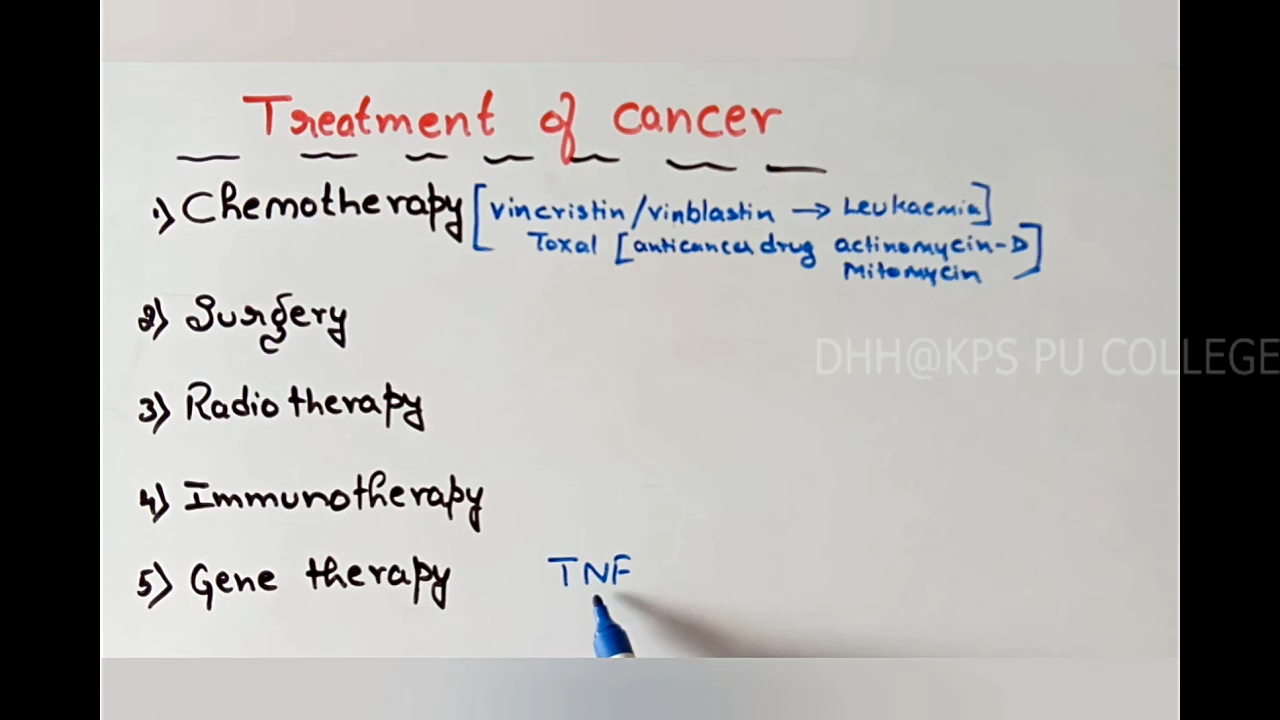 Treatment of cancer
1) Chemotherapy [vincristin/vinblastin → Leukaemia]
Toxal [anticancer drug actinomycin-D]
Mitomycin
2) Surgery
DHH@KPS PU COLLEGE
3) Radio therapy
4) Immunotherapy
5) Gene therapy TNF